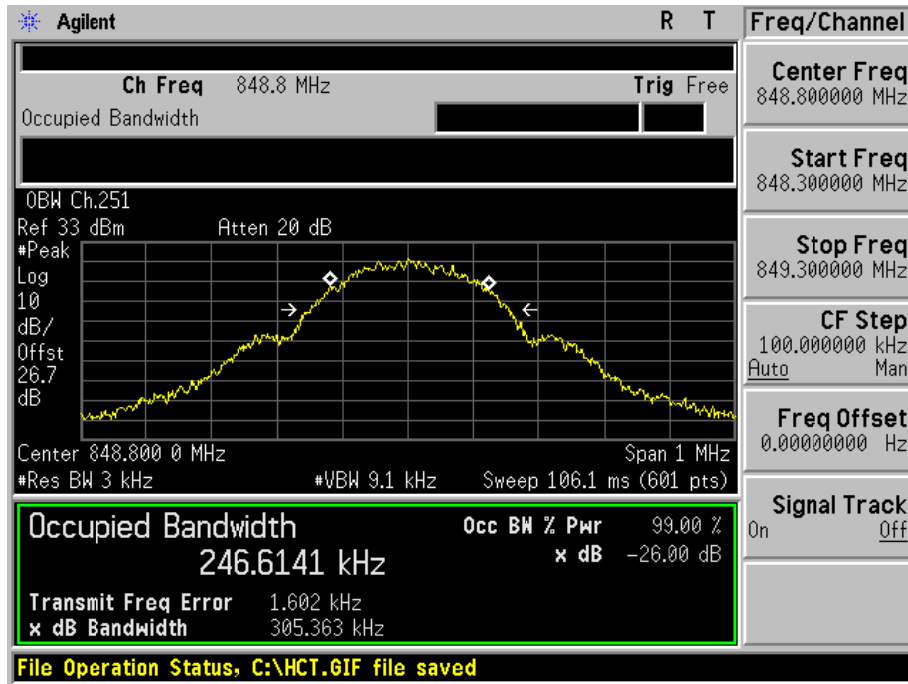 Agilent R T
Ch Freq 848.8 MHz Trig Free
Occupied Bandwidth
OBW Ch.251
Ref 33 dBm Atten 20 dB
#Peak
Log
10
dB/
Offst
26.7
dB
Center 848.800 0 MHz Span 1 MHz
#Res BW 3 kHz #VBW 9.1 kHz Sweep 106.1 ms (601 pts)
Occupied Bandwidth Occ BW % Pwr 99.00 %
246.6141 kHz x dB -26.00 dB
Transmit Freq Error 1.602 kHz
x dB Bandwidth 305.363 kHz
File Operation Status, C:\HCT.GIF file saved
Freq/Channel
Center Freq
848.800000 MHz
Start Freq
848.300000 MHz
Stop Freq
849.300000 MHz
CF Step
100.000000 kHz
Auto Man
Freq Offset
0.00000000 Hz
Signal Track
On Off